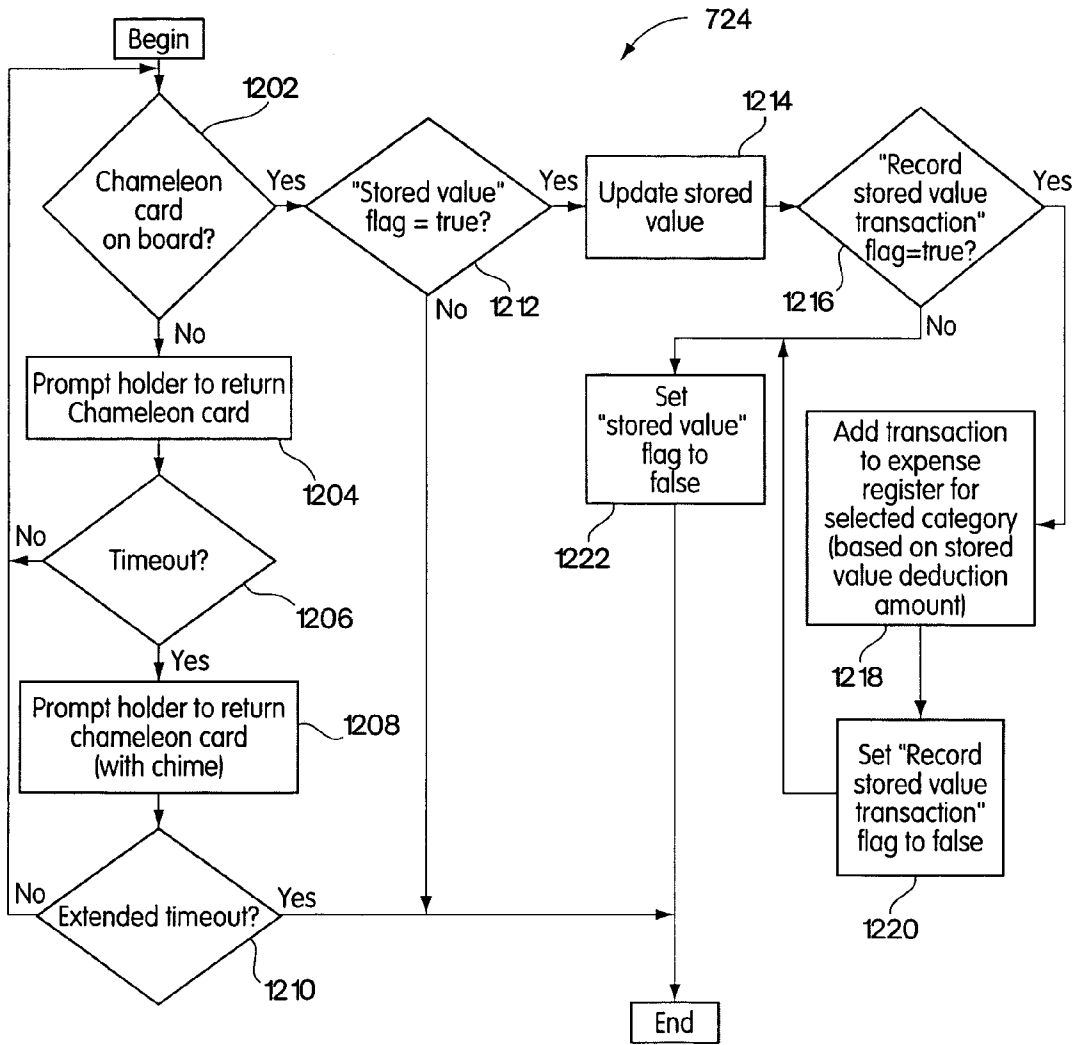 724
Begin
1202
Chameleon
card
on board?
Yes
"Stored value"
flag = true?
1212
Yes
1214
Update stored
value
"Record
stored value
transaction"
flag=true?
1216
Yes
No
No
No
Prompt holder to return
Chameleon card
1204
Set
"stored value"
flag to
false
1222
Add transaction
to expense
register for
selected category
(based on stored
value deduction
amount)
1218
No
Timeout?
1206
Yes
Prompt holder to return
chameleon card
(with chime)
1208
Set "Record
stored value
transaction"
flag to false
1220
No
Extended timeout?
Yes
1210
End